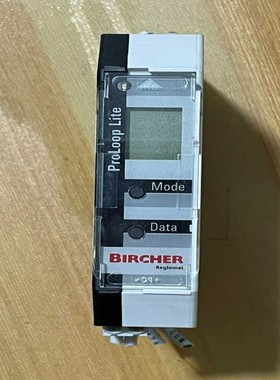 ProLoop Lite
Mode
Data
BIRCHER
Reglomat